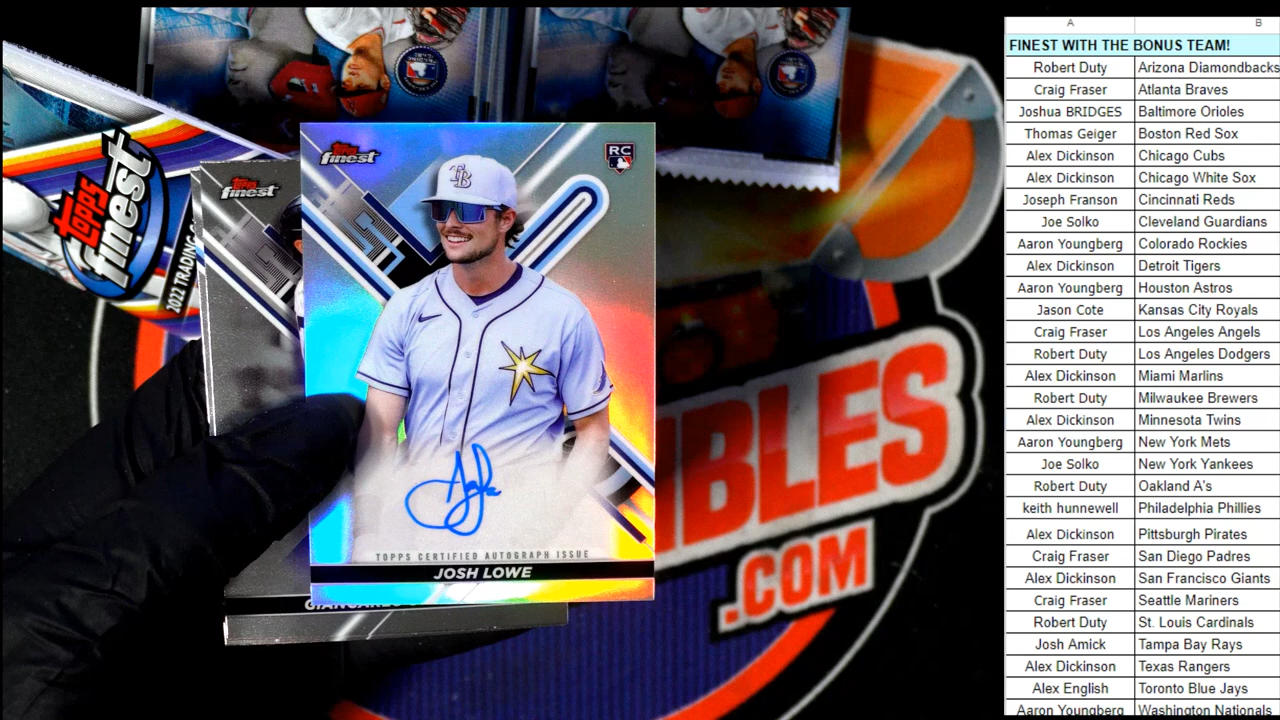 TOPPS
finest
2022 TRADING
TOPPS
finest
TOPPS
finest
RC
TB
TOPPS CERTIFIED AUTOGRAPH ISSUE
JOSH LOWE
IBLES
.COM
A B
FINEST WITH THE BONUS TEAM!
Robert Duty Arizona Diamondbacks
Craig Fraser Atlanta Braves
Joshua BRIDGES Baltimore Orioles
Thomas Geiger Boston Red Sox
Alex Dickinson Chicago Cubs
Alex Dickinson Chicago White Sox
Joseph Franson Cincinnati Reds
Joe Solko Cleveland Guardians
Aaron Youngberg Colorado Rockies
Alex Dickinson Detroit Tigers
Aaron Youngberg Houston Astros
Jason Cote Kansas City Royals
Craig Fraser Los Angeles Angels
Robert Duty Los Angeles Dodgers
Alex Dickinson Miami Marlins
Robert Duty Milwaukee Brewers
Alex Dickinson Minnesota Twins
Aaron Youngberg New York Mets
Joe Solko New York Yankees
Robert Duty Oakland A's
keith hunnewell Philadelphia Phillies
Alex Dickinson Pittsburgh Pirates
Craig Fraser San Diego Padres
Alex Dickinson San Francisco Giants
Craig Fraser Seattle Mariners
Robert Duty St. Louis Cardinals
Josh Amick Tampa Bay Rays
Alex Dickinson Texas Rangers
Alex English Toronto Blue Jays
Aaron Youngberg Washington Nationals